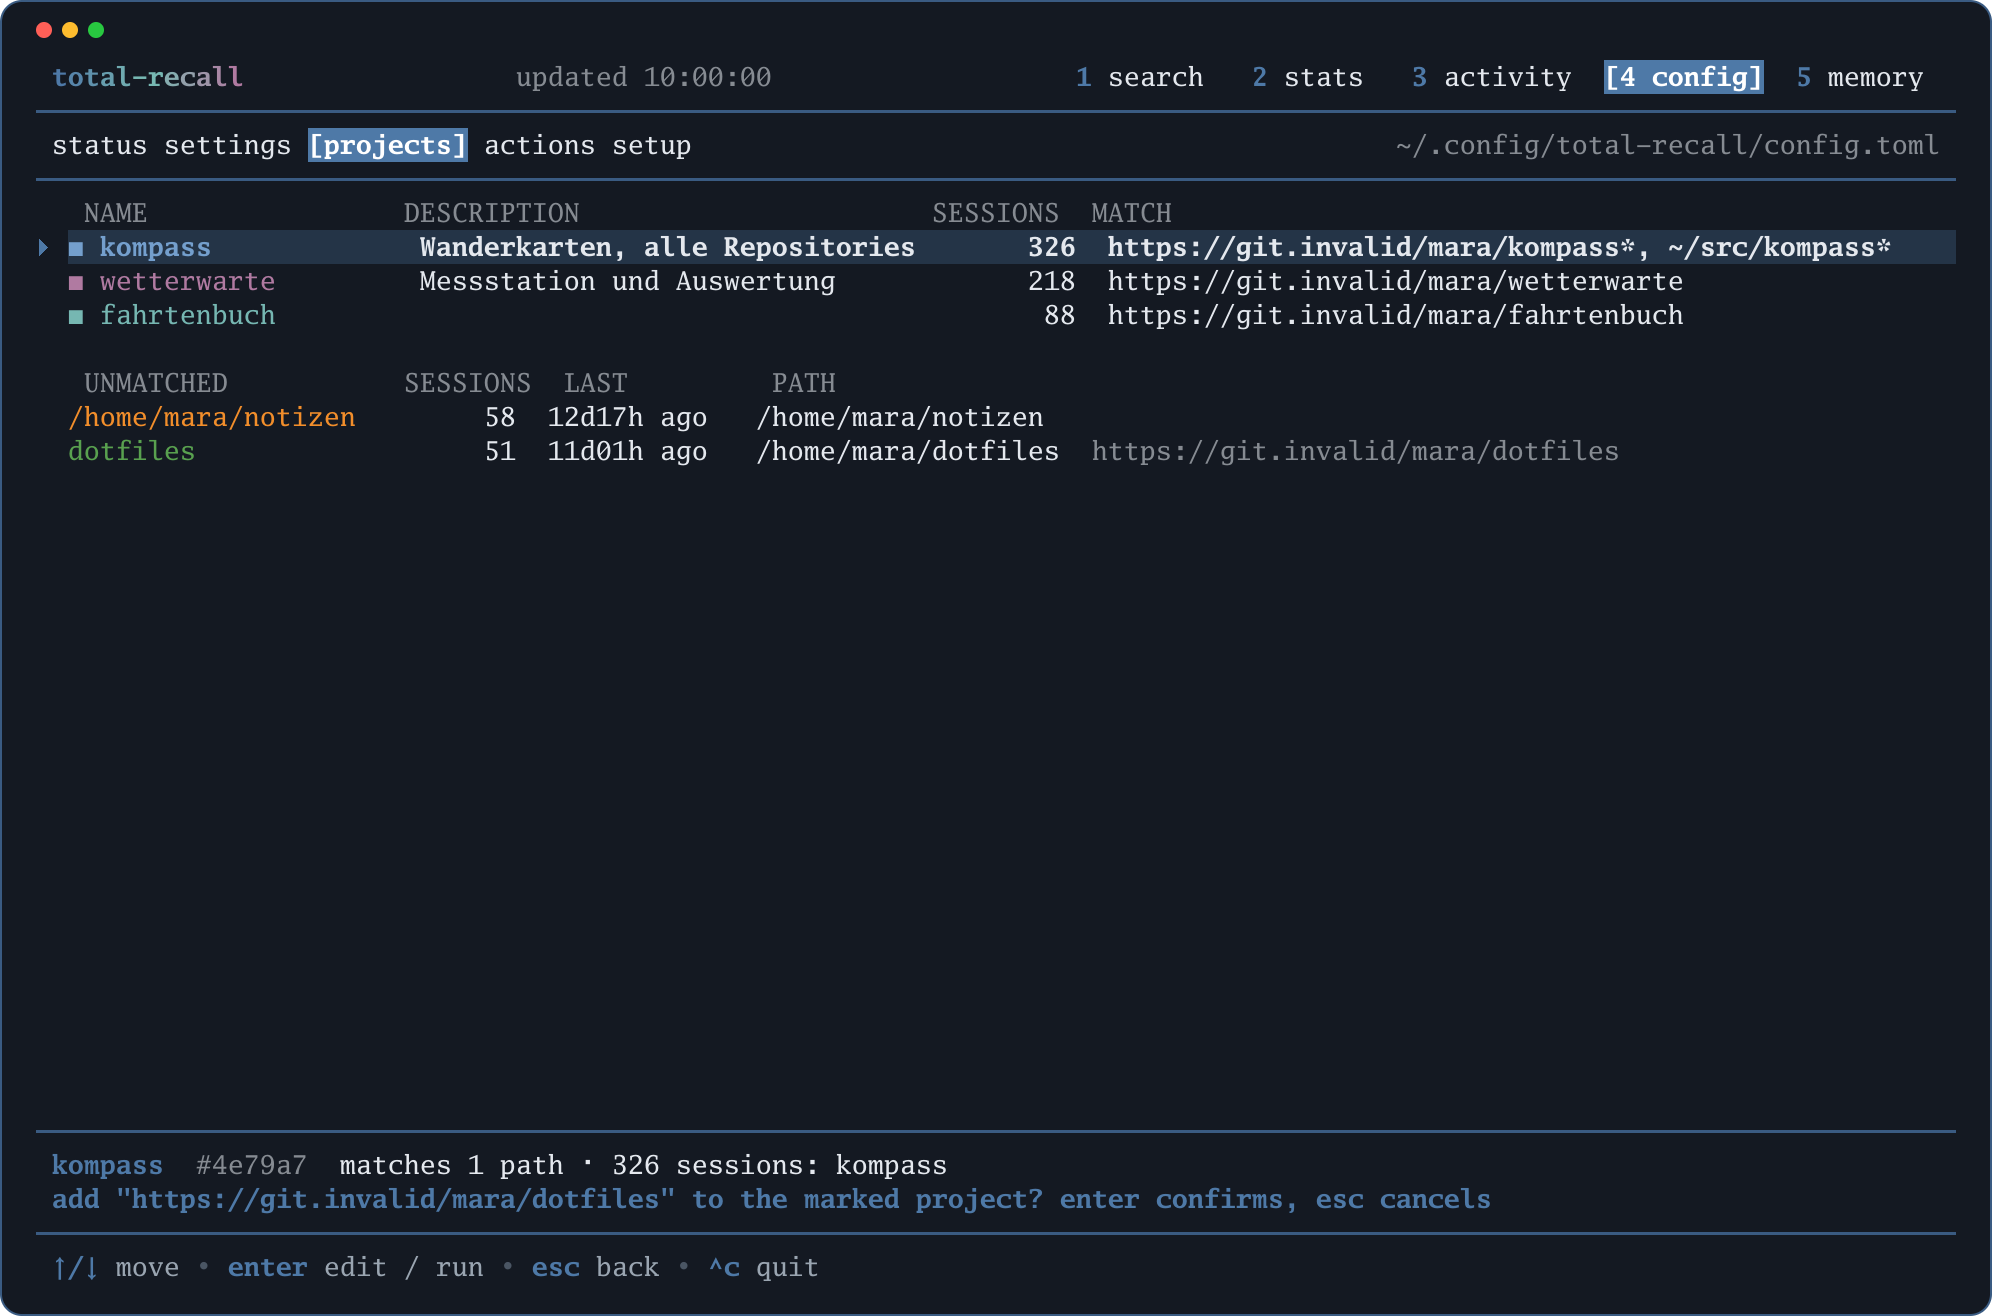 total-recall updated 10:00:00 1 search 2 stats 3 activity [4 config] 5 memory
status settings [projects] actions setup ~/.config/total-recall/config.toml
NAME DESCRIPTION SESSIONS MATCH
kompass Wanderkarten, alle Repositories 326 https://git.invalid/mara/kompass*, ~/src/kompass*
wetterwarte Messstation und Auswertung 218 https://git.invalid/mara/wetterwarte
fahrtenbuch 88 https://git.invalid/mara/fahrtenbuch
UNMATCHED SESSIONS LAST PATH
/home/mara/notizen 58 12d17h ago /home/mara/notizen
dotfiles 51 11d01h ago /home/mara/dotfiles https://git.invalid/mara/dotfiles
kompass #4e79a7 matches 1 path · 326 sessions: kompass
add "https://git.invalid/mara/dotfiles" to the marked project? enter confirms, esc cancels
↑/↓ move • enter edit / run • esc back • ^c quit